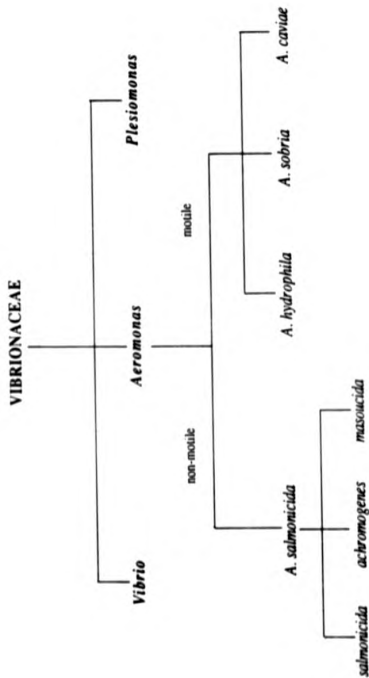 VIBRIONACEAE
Vibrio Aeromonas Plesiomonas
non-motile motile
A. salmonicida A. hydrophila A. sobria A. caviae
salmonicida achromogenes masoucida